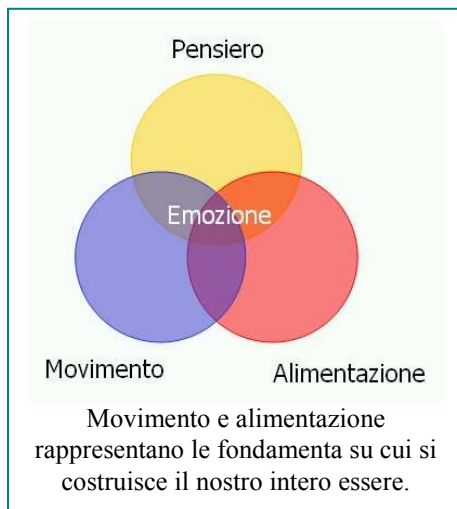 Pensiero
Emozione
Movimento
Alimentazione
Movimento e alimentazione
rappresentano le fondamenta su cui si
costruisce il nostro intero essere.